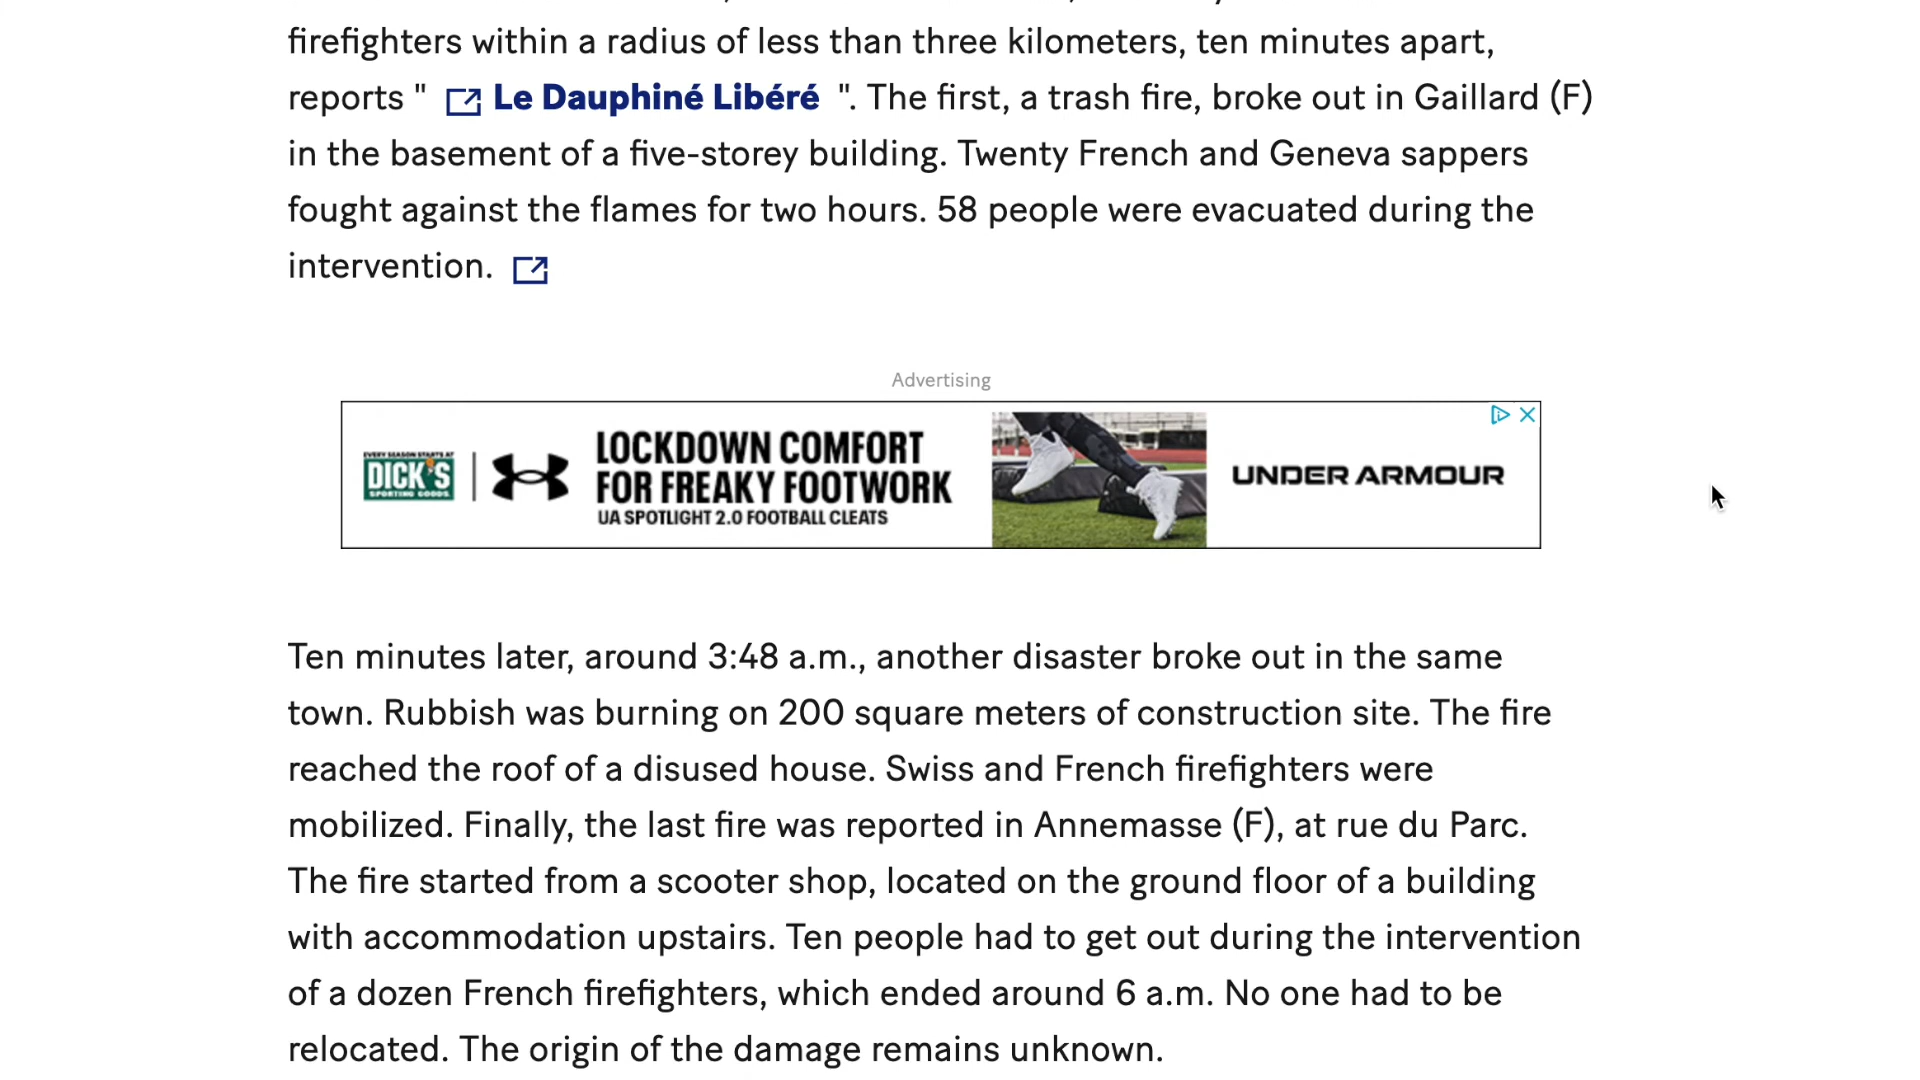 firefighters within a radius of less than three kilometers, ten minutes apart,
reports " Le Dauphiné Libéré ". The first, a trash fire, broke out in Gaillard (F)
in the basement of a five-storey building. Twenty French and Geneva sappers
fought against the flames for two hours. 58 people were evacuated during the
intervention.
Advertising
EVERY SEASON STARTS AT
DICK'S
SPORTING GOODS
LOCKDOWN COMFORT
FOR FREAKY FOOTWORK
UA SPOTLIGHT 2.0 FOOTBALL CLEATS
UNDER ARMOUR
Ten minutes later, around 3:48 a.m., another disaster broke out in the same
town. Rubbish was burning on 200 square meters of construction site. The fire
reached the roof of a disused house. Swiss and French firefighters were
mobilized. Finally, the last fire was reported in Annemasse (F), at rue du Parc.
The fire started from a scooter shop, located on the ground floor of a building
with accommodation upstairs. Ten people had to get out during the intervention
of a dozen French firefighters, which ended around 6 a.m. No one had to be
relocated. The origin of the damage remains unknown.